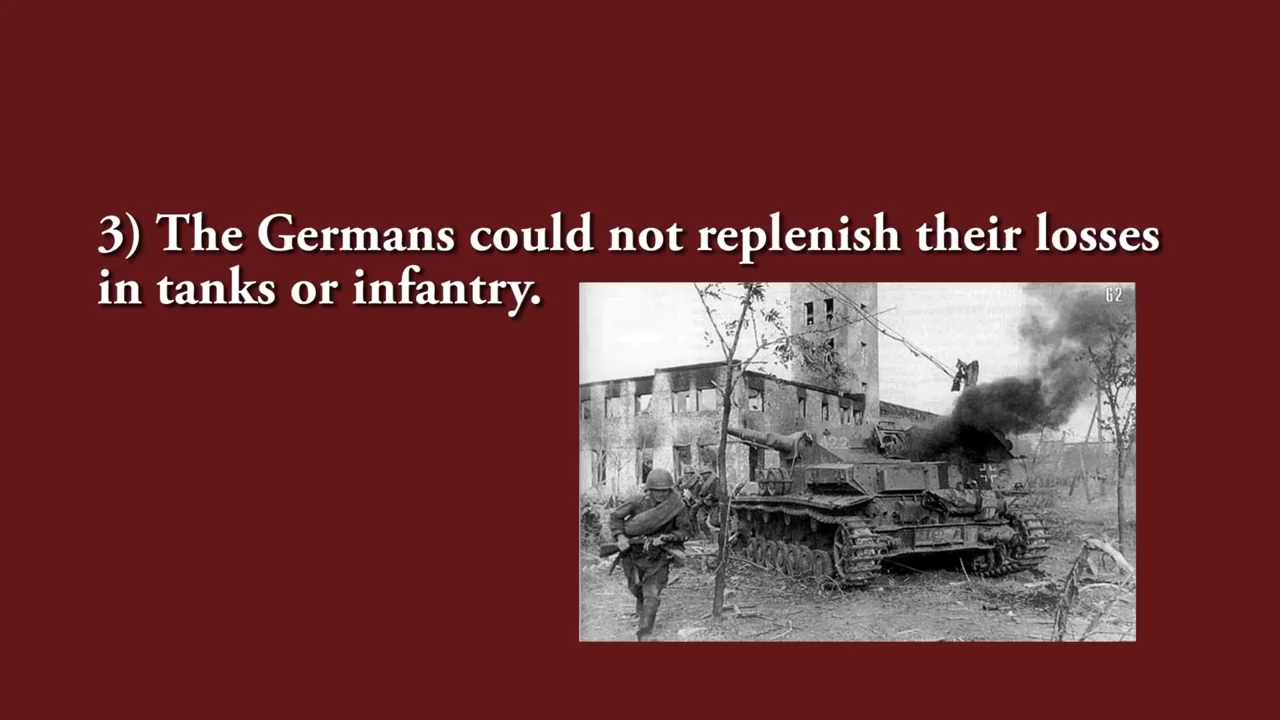 3) The Germans could not replenish their losses
in tanks or infantry.
62